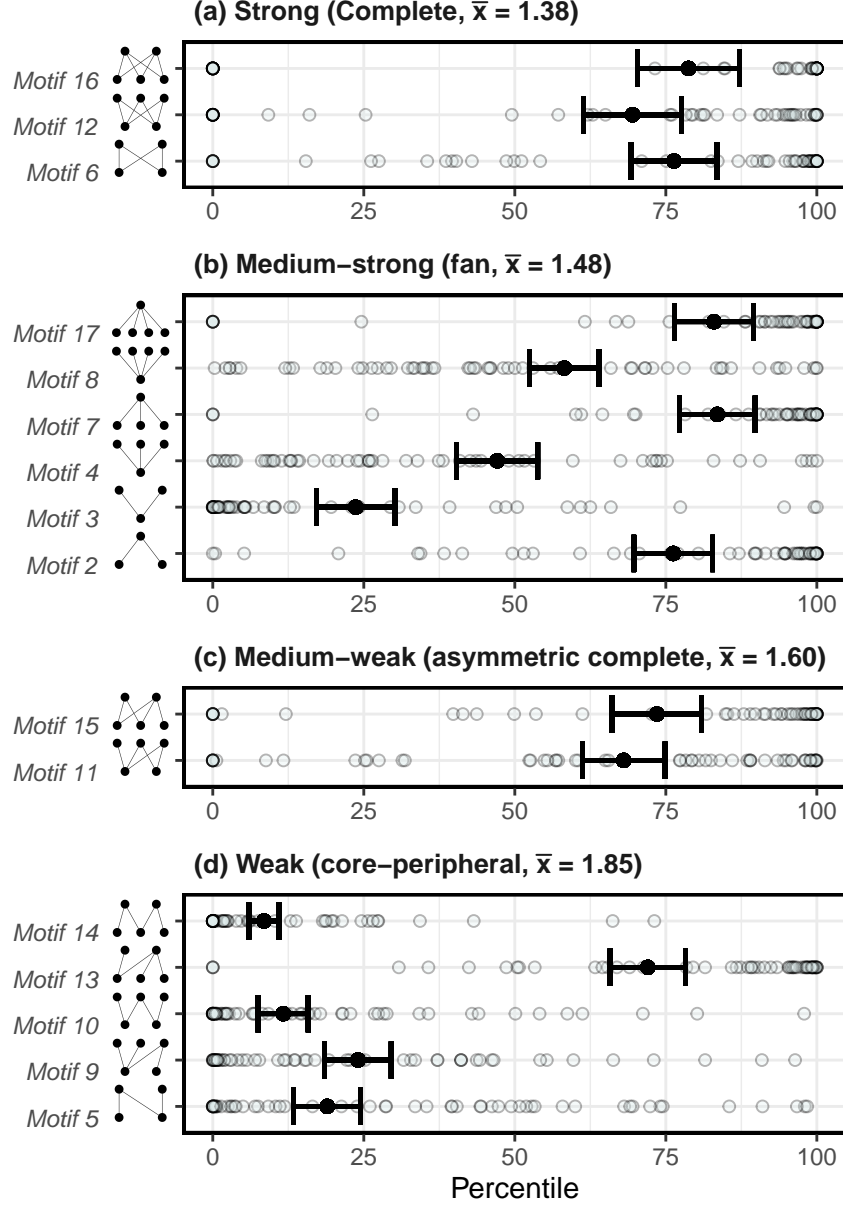 (a) Strong (Complete, x̅ = 1.38)
Motif 16
Motif 12
Motif 6
0 25 50 75 100
(b) Medium−strong (fan, x̅ = 1.48)
Motif 17
Motif 8
Motif 7
Motif 4
Motif 3
Motif 2
0 25 50 75 100
(c) Medium−weak (asymmetric complete, x̅ = 1.60)
Motif 15
Motif 11
0 25 50 75 100
(d) Weak (core−peripheral, x̅ = 1.85)
Motif 14
Motif 13
Motif 10
Motif 9
Motif 5
0 25 50 75 100
Percentile